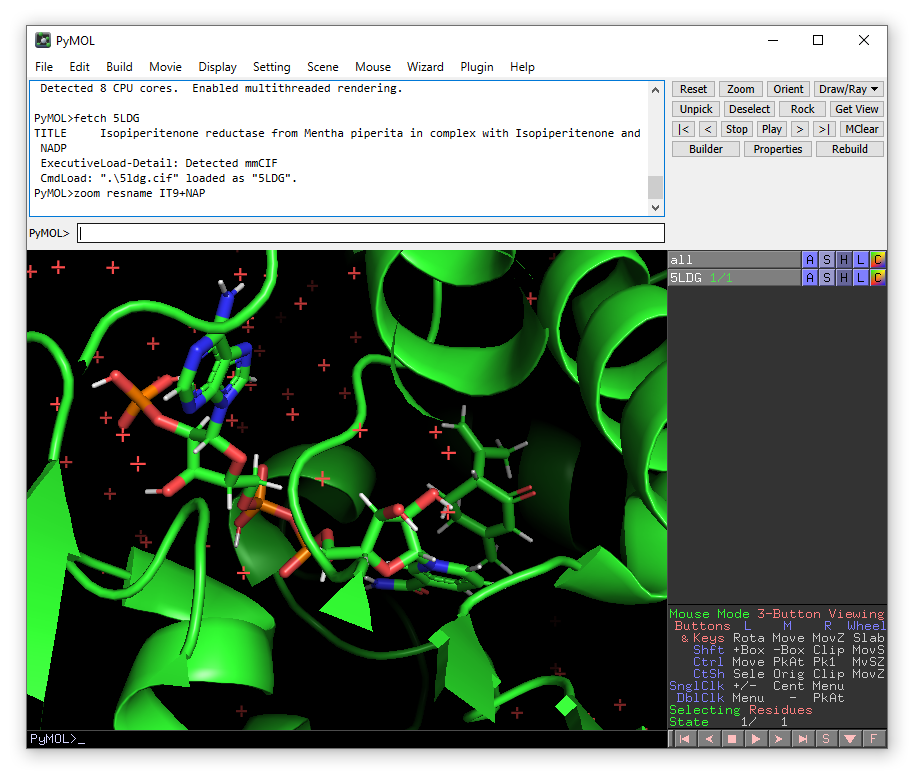 PyMOL
File Edit Build Movie Display Setting Scene Mouse Wizard Plugin Help
Detected 8 CPU cores.  Enabled multithreaded rendering.
PyMOL>fetch 5LDG
TITLE     Isopiperitenone reductase from Mentha piperita in complex with Isopiperitenone and
NADP
ExecutiveLoad-Detail: Detected mmCIF
CmdLoad: ".\5ldg.cif" loaded as "5LDG".
PyMOL>zoom resname IT9+NAP
PyMOL>
Reset Zoom Orient Draw/Ray
Unpick Deselect Rock Get View
|< < Stop Play > >| MClear
Builder Properties Rebuild
all A S H L C
5LDG 1/1 A S H L C
Mouse Mode 3-Button Viewing
Buttons L M R Wheel
& Keys Rota Move MovZ Slab
Shft +Box -Box Clip MovS
Ctrl Move PkAt Pk1 MvSZ
CtSh Sele Orig Clip MovZ
SnglClk +/- Cent Menu
DblClk Menu - PkAt
Selecting Residues
State 1/ 1
PyMOL>_
S F